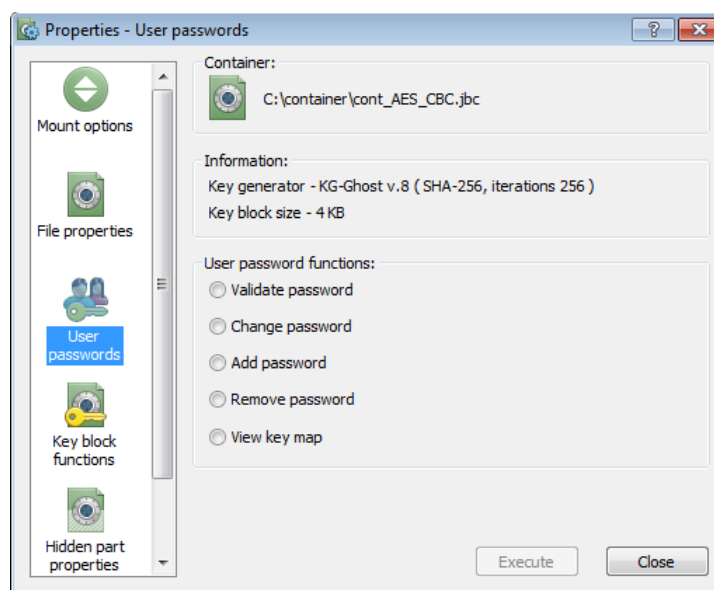 Properties - User passwords
Mount options
File properties
User
passwords
Key block
functions
Hidden part
properties
Container:
C:\container\cont_AES_CBC.jbc
Information:
Key generator - KG-Ghost v.8 ( SHA-256, iterations 256 )
Key block size - 4 KB
User password functions:
Validate password
Change password
Add password
Remove password
View key map
Execute
Close